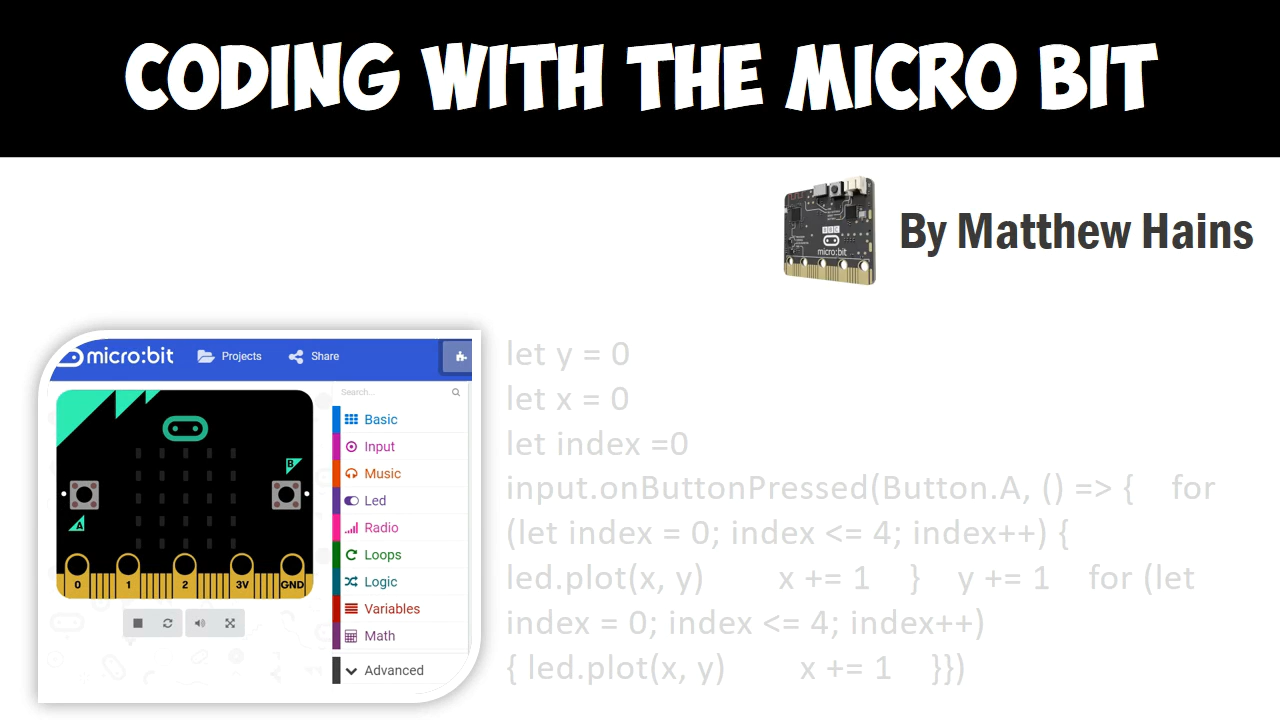 CODING WITH THE MICRO BIT
BBC
micro:bit
By Matthew Hains
micro:bit Projects Share
Search...
Basic
Input
Music
Led
Radio
Loops
Logic
Variables
Math
Advanced
B
A
0 1 2 3V GND
let y = 0
let x = 0
let index =0
input.onButtonPressed(Button.A, () => { for
(let index = 0; index <= 4; index++) {
led.plot(x, y) x += 1 } y += 1 for (let
index = 0; index <= 4; index++)
{ led.plot(x, y) x += 1 }})